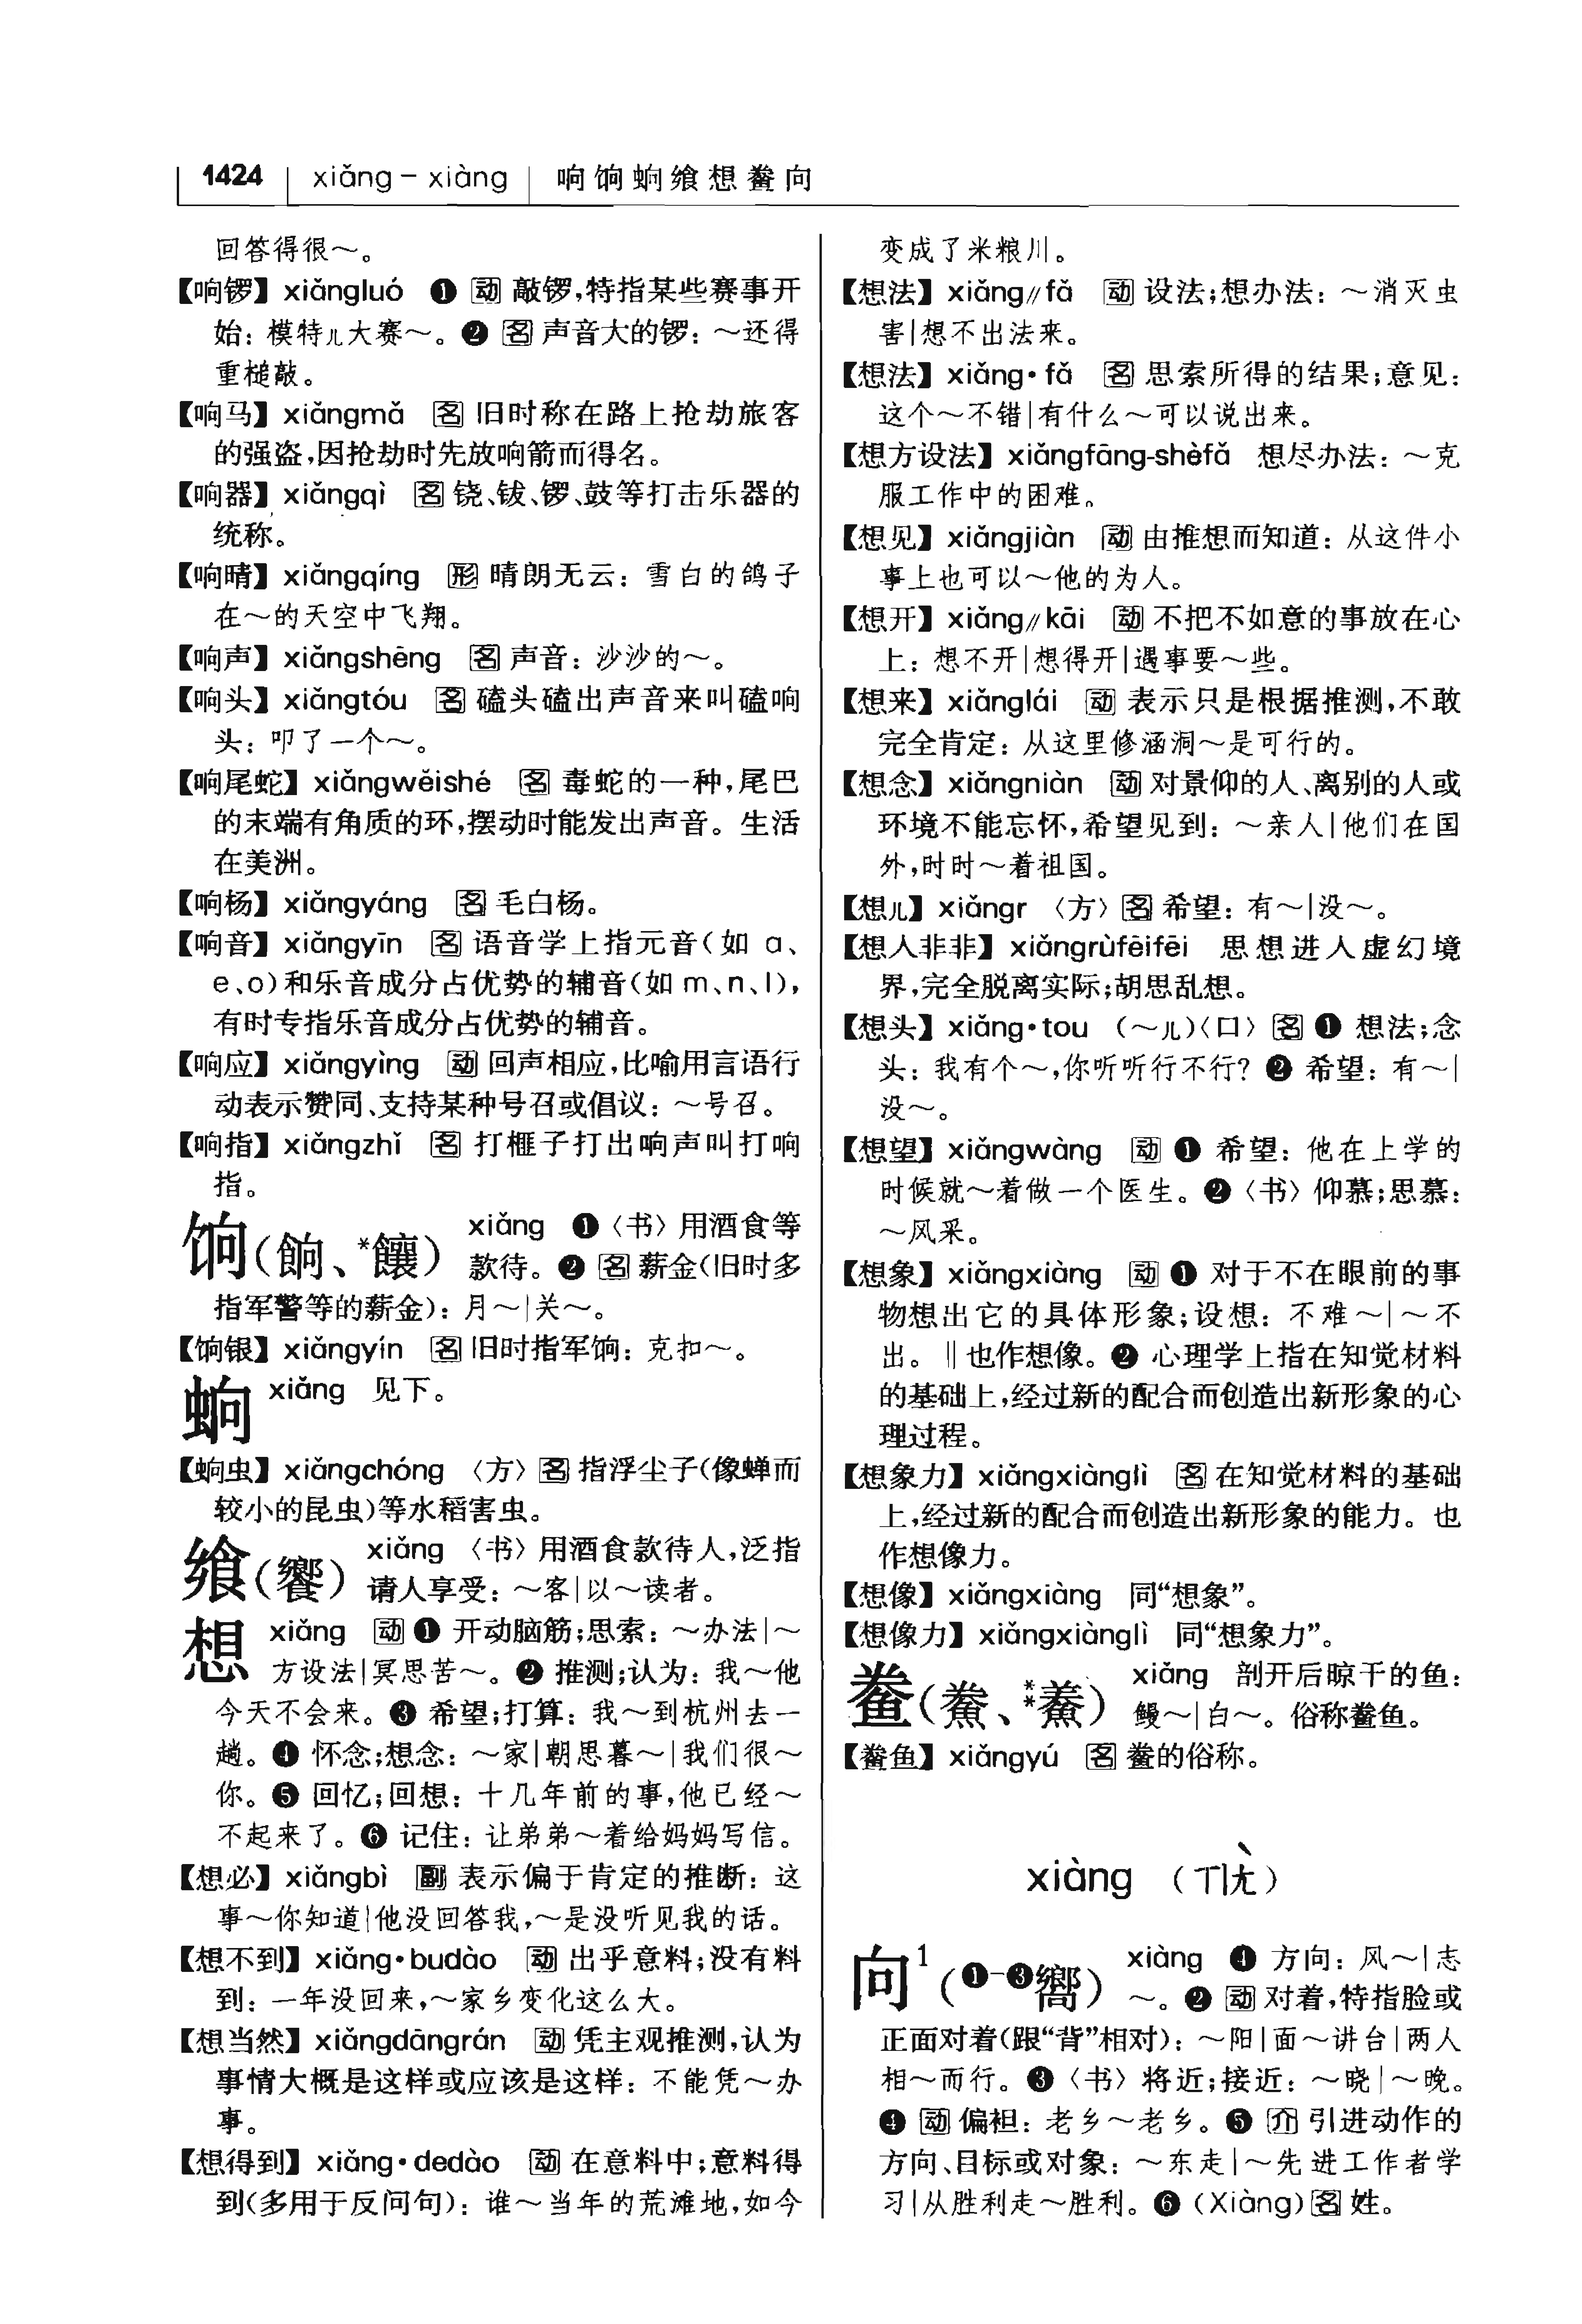 1424 xiǎng－xiàng 响饷蚃飨想鲞向
回答得很～。
【响锣】xiǎngluó ❶ 动 敲锣,特指某些赛事开
始：模特儿大赛～。❷ 名 声音大的锣：～还得
重槌敲。
【响马】xiǎngmǎ 名 旧时称在路上抢劫旅客
的强盗,因抢劫时先放响箭而得名。
【响器】xiǎngqì 名 铙、钹、锣、鼓等打击乐器的
统称。
【响晴】xiǎngqíng 形 晴朗无云：雪白的鸽子
在～的天空中飞翔。
【响声】xiǎngshēng 名 声音：沙沙的～。
【响头】xiǎngtóu 名 磕头磕出声音来叫磕响
头：叩了一个～。
【响尾蛇】xiǎngwěishé 名 毒蛇的一种,尾巴
的末端有角质的环,摆动时能发出声音。生活
在美洲。
【响杨】xiǎngyáng 名 毛白杨。
【响音】xiǎngyīn 名 语音学上指元音(如 ɑ、
e、o)和乐音成分占优势的辅音(如 m、n、l),
有时专指乐音成分占优势的辅音。
【响应】xiǎngyìng 动 回声相应,比喻用言语行
动表示赞同、支持某种号召或倡议：～号召。
【响指】xiǎngzhǐ 名 打榧子打出响声叫打响
指。
饷(餉、*饟) xiǎng ❶〈书〉用酒食等
款待。❷ 名 薪金(旧时多
指军警等的薪金)：月～|关～。
【饷银】xiǎngyín 名 旧时指军饷：克扣～。
蚃 xiǎng 见下。
【蚃虫】xiǎngchóng〈方〉名 指浮尘子(像蝉而
较小的昆虫)等水稻害虫。
飨(饗) xiǎng〈书〉用酒食款待人,泛指
请人享受：～客|以～读者。
想 xiǎng 动 ❶ 开动脑筋;思索：～办法|～
方设法|冥思苦～。❷ 推测;认为：我～他
今天不会来。❸ 希望;打算：我～到杭州去一
趟。❹ 怀念;想念：～家|朝思暮～|我们很～
你。❺ 回忆;回想：十几年前的事,他已经～
不起来了。❻ 记住：让弟弟～着给妈妈写信。
【想必】xiǎngbì 副 表示偏于肯定的推断：这
事～你知道|他没回答我,～是没听见我的话。
【想不到】xiǎng·budào 动 出乎意料;没有料
到：一年没回来,～家乡变化这么大。
【想当然】xiǎngdāngrán 动 凭主观推测,认为
事情大概是这样或应该是这样：不能凭～办
事。
【想得到】xiǎng·dedào 动 在意料中;意料得
到(多用于反问句)：谁～当年的荒滩地,如今
变成了米粮川。
【想法】xiǎng∥fǎ 动 设法;想办法：～消灭虫
害|想不出法来。
【想法】xiǎng·fǎ 名 思索所得的结果;意见：
这个～不错|有什么～可以说出来。
【想方设法】xiǎngfāng-shèfǎ 想尽办法：～克
服工作中的困难。
【想见】xiǎngjiàn 动 由推想而知道：从这件小
事上也可以～他的为人。
【想开】xiǎng∥kāi 动 不把不如意的事放在心
上：想不开|想得开|遇事要～些。
【想来】xiǎnglái 动 表示只是根据推测,不敢
完全肯定：从这里修涵洞～是可行的。
【想念】xiǎngniàn 动 对景仰的人、离别的人或
环境不能忘怀,希望见到：～亲人|他们在国
外,时时～着祖国。
【想儿】xiǎngr〈方〉名 希望：有～|没～。
【想入非非】xiǎngrùfēifēi 思想进入虚幻境
界,完全脱离实际;胡思乱想。
【想头】xiǎng·tou (～儿)〈口〉名 ❶ 想法;念
头：我有个～,你听听行不行? ❷ 希望：有～|
没～。
【想望】xiǎngwàng 动 ❶ 希望：他在上学的
时候就～着做一个医生。❷〈书〉仰慕;思慕：
～风采。
【想象】xiǎngxiàng 动 ❶ 对于不在眼前的事
物想出它的具体形象;设想：不难～|～不
出。‖也作想像。❷ 心理学上指在知觉材料
的基础上,经过新的配合而创造出新形象的心
理过程。
【想象力】xiǎngxiànglì 名 在知觉材料的基础
上,经过新的配合而创造出新形象的能力。也
作想像力。
【想像】xiǎngxiàng 同“想象”。
【想像力】xiǎngxiànglì 同“想象力”。
鲞(鮝、**鯗) xiǎng 剖开后晾干的鱼：
鳗～|白～。俗称鲞鱼。
【鲞鱼】xiǎngyú 名 鲞的俗称。
xiàng (ㄒㄧㄤˋ)
向¹(❶-❸嚮) xiàng ❶ 方向：风～|志
～。❷ 动 对着,特指脸或
正面对着(跟“背”相对)：～阳|面～讲台|两人
相～而行。❸〈书〉将近;接近：～晓|～晚。
❹ 动 偏袒：老乡～老乡。❺ 介 引进动作的
方向、目标或对象：～东走|～先进工作者学
习|从胜利走～胜利。❻ (Xiàng) 名 姓。